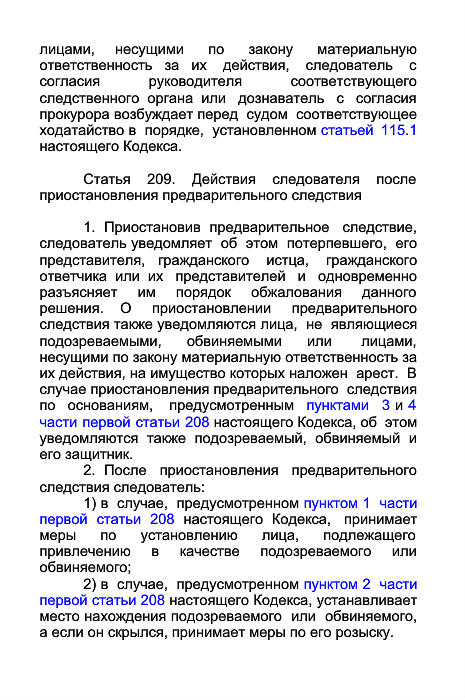 лицами, несущими по закону материальную
ответственность за их действия, следователь с
согласия руководителя соответствующего
следственного органа или дознаватель с согласия
прокурора возбуждает перед судом соответствующее
ходатайство в порядке, установленном статьей 115.1
настоящего Кодекса.
Статья 209. Действия следователя после
приостановления предварительного следствия
1. Приостановив предварительное следствие,
следователь уведомляет об этом потерпевшего, его
представителя, гражданского истца, гражданского
ответчика или их представителей и одновременно
разъясняет им порядок обжалования данного
решения. О приостановлении предварительного
следствия также уведомляются лица, не являющиеся
подозреваемыми, обвиняемыми или лицами,
несущими по закону материальную ответственность за
их действия, на имущество которых наложен арест. В
случае приостановления предварительного следствия
по основаниям, предусмотренным пунктами 3 и 4
части первой статьи 208 настоящего Кодекса, об этом
уведомляются также подозреваемый, обвиняемый и
его защитник.
2. После приостановления предварительного
следствия следователь:
1) в случае, предусмотренном пунктом 1 части
первой статьи 208 настоящего Кодекса, принимает
меры по установлению лица, подлежащего
привлечению в качестве подозреваемого или
обвиняемого;
2) в случае, предусмотренном пунктом 2 части
первой статьи 208 настоящего Кодекса, устанавливает
место нахождения подозреваемого или обвиняемого,
а если он скрылся, принимает меры по его розыску.